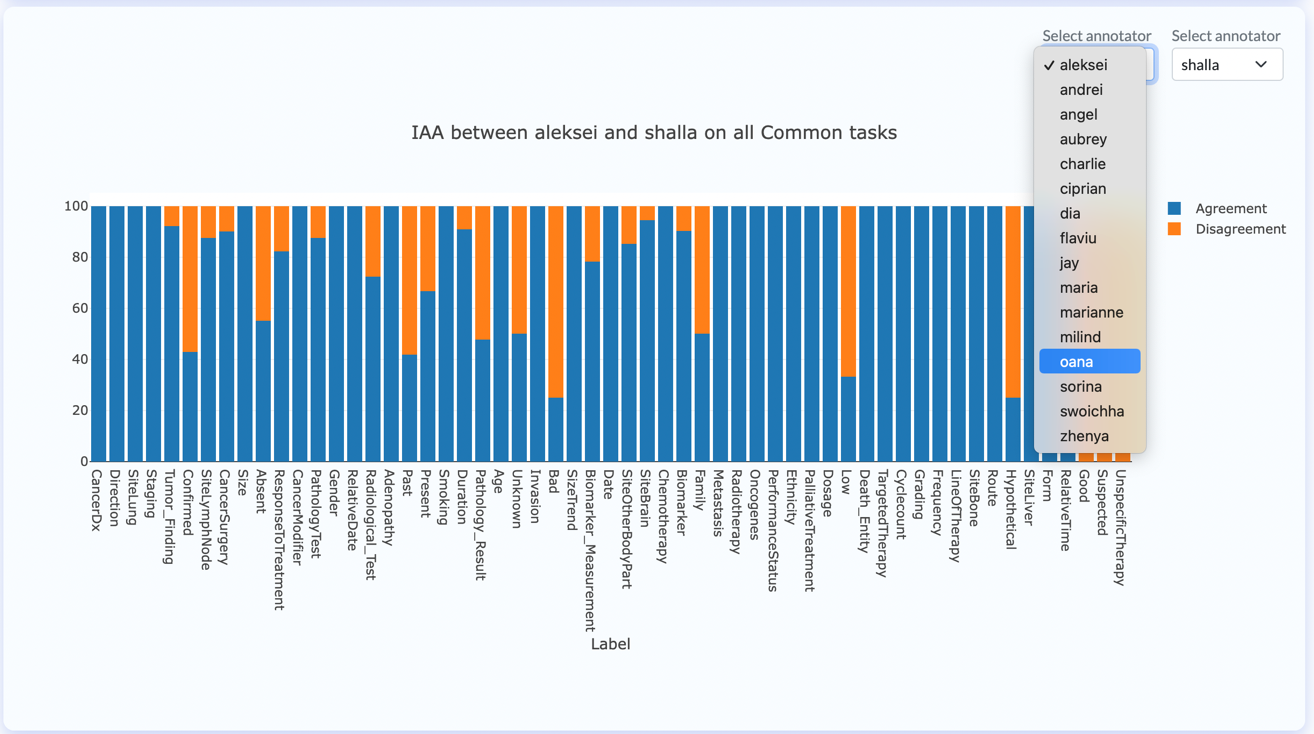 Select annotator
Select annotator
✓ aleksei
andrei
angel
aubrey
charlie
ciprian
dia
flaviu
jay
maria
marianne
milind
oana
sorina
swoichha
zhenya
shalla
IAA between aleksei and shalla on all Common tasks
Agreement
Disagreement
100
80
60
40
20
0
CancerDx
Direction
SiteLung
Staging
Tumor_Finding
Confirmed
SiteLymphNode
CancerSurgery
Size
Absent
ResponseToTreatment
CancerModifier
PathologyTest
Gender
RelativeDate
Radiological_Test
Adenopathy
Past
Present
Smoking
Duration
Pathology_Result
Age
Unknown
Invasion
Bad
SizeTrend
Biomarker_Measurement
Date
SiteOtherBodyPart
SiteBrain
Chemotherapy
Biomarker
Family
Metastasis
Radiotherapy
Oncogenes
PerformanceStatus
Ethnicity
PalliativeTreatment
Dosage
Low
Death_Entity
TargetedTherapy
Cyclecount
Grading
Frequency
LineOfTherapy
SiteBone
Route
Hypothetical
SiteLiver
Form
RelativeTime
Good
Suspected
UnspecificTherapy
Label